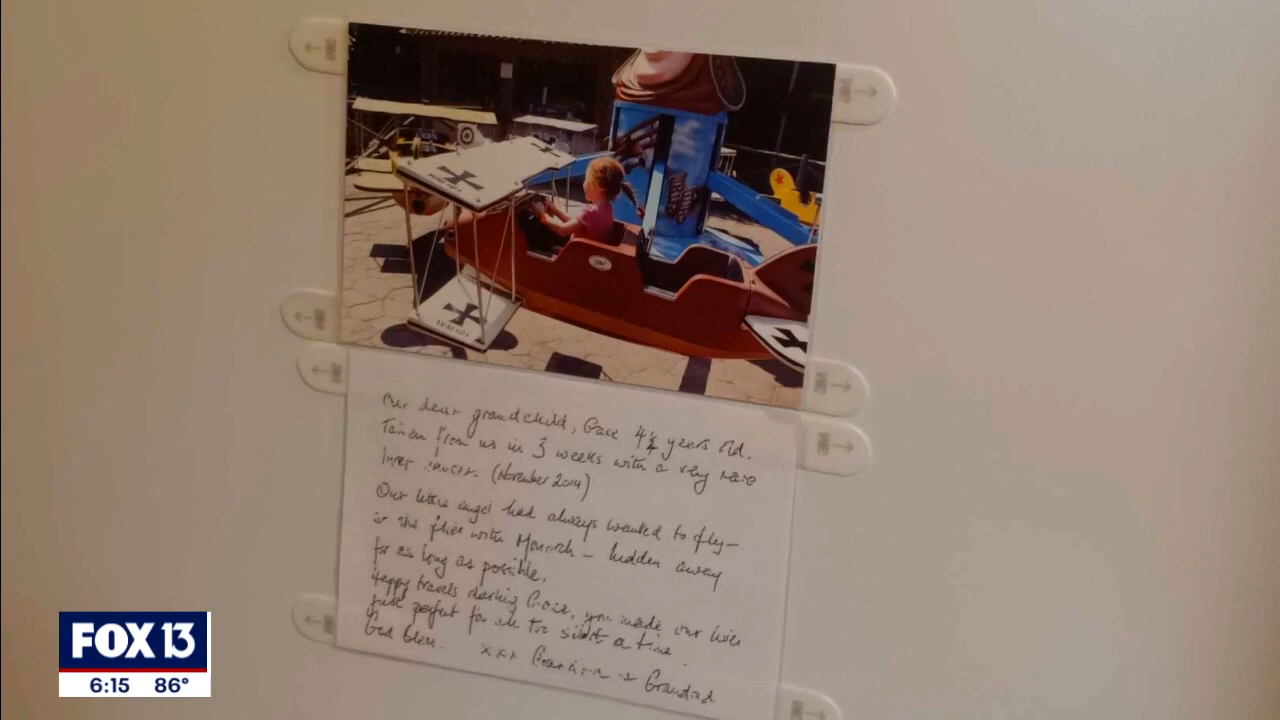 Our dear grandchild, Grace 4½ years old.
Taken from us in 3 weeks with a very rare
liver cancer. (November 2014)
Our little angel had always wanted to fly—
so she flies with Monarch — hidden away
for as long as possible.
Happy travels darling Grace, you made our lives
just perfect for all too short a time.
God bless. xxx Grandma & Grandad
FOX 13
6:15 86°